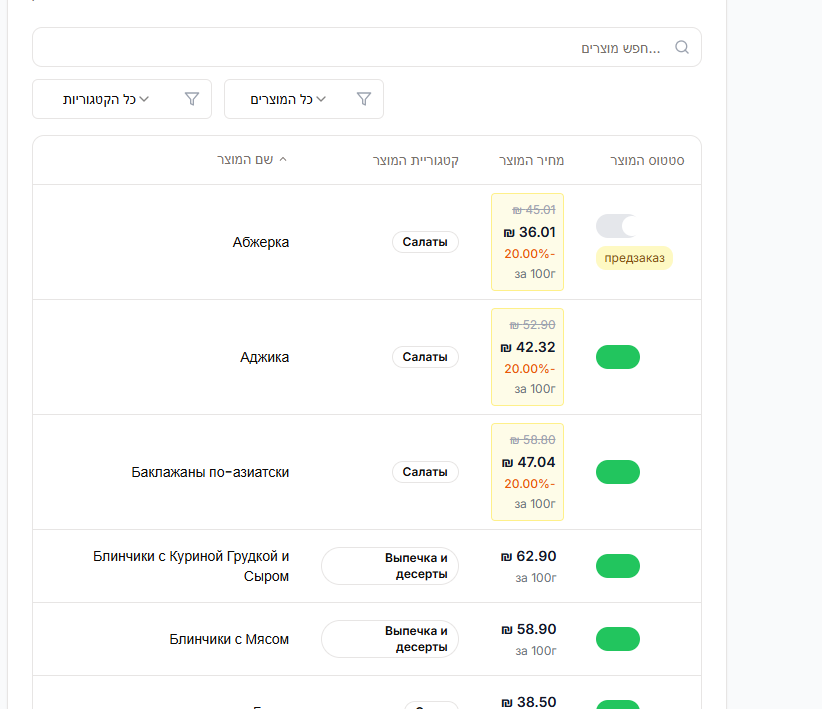 חפש מוצרים...
כל המוצרים
כל הקטגוריות
סטטוס המוצר
מחיר המוצר
קטגוריית המוצר
שם המוצר
предзаказ
₪ 45.01
₪ 36.01
20.00%-
за 100г
Салаты
Абжерка
₪ 52.90
₪ 42.32
20.00%-
за 100г
Салаты
Аджика
₪ 58.80
₪ 47.04
20.00%-
за 100г
Салаты
Баклажаны по-азиатски
₪ 62.90
за 100г
Выпечка и
десерты
Блинчики с Куриной Грудкой и
Сыром
₪ 58.90
за 100г
Выпечка и
десерты
Блинчики с Мясом
₪ 38.50